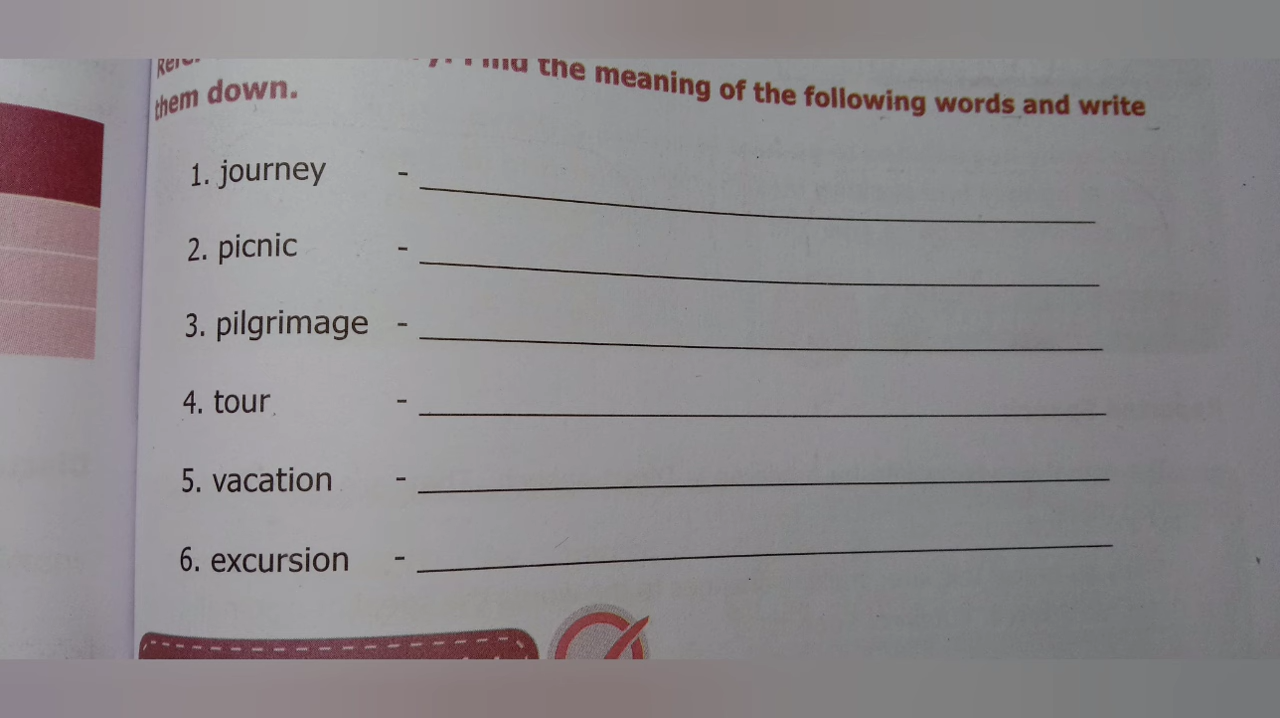 the meaning of the following words and write
them down.
1. journey -
2. picnic -
3. pilgrimage -
4. tour -
5. vacation -
6. excursion -